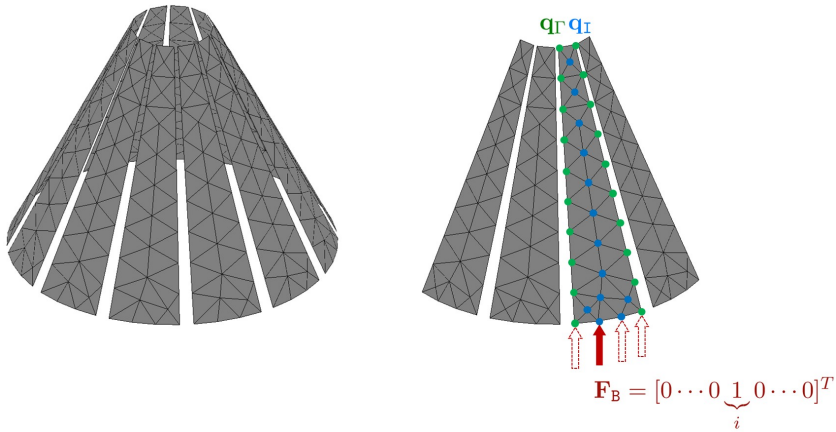 q_Γ q_I
F_B = [0 ··· 0 1 0 ··· 0]^T
i